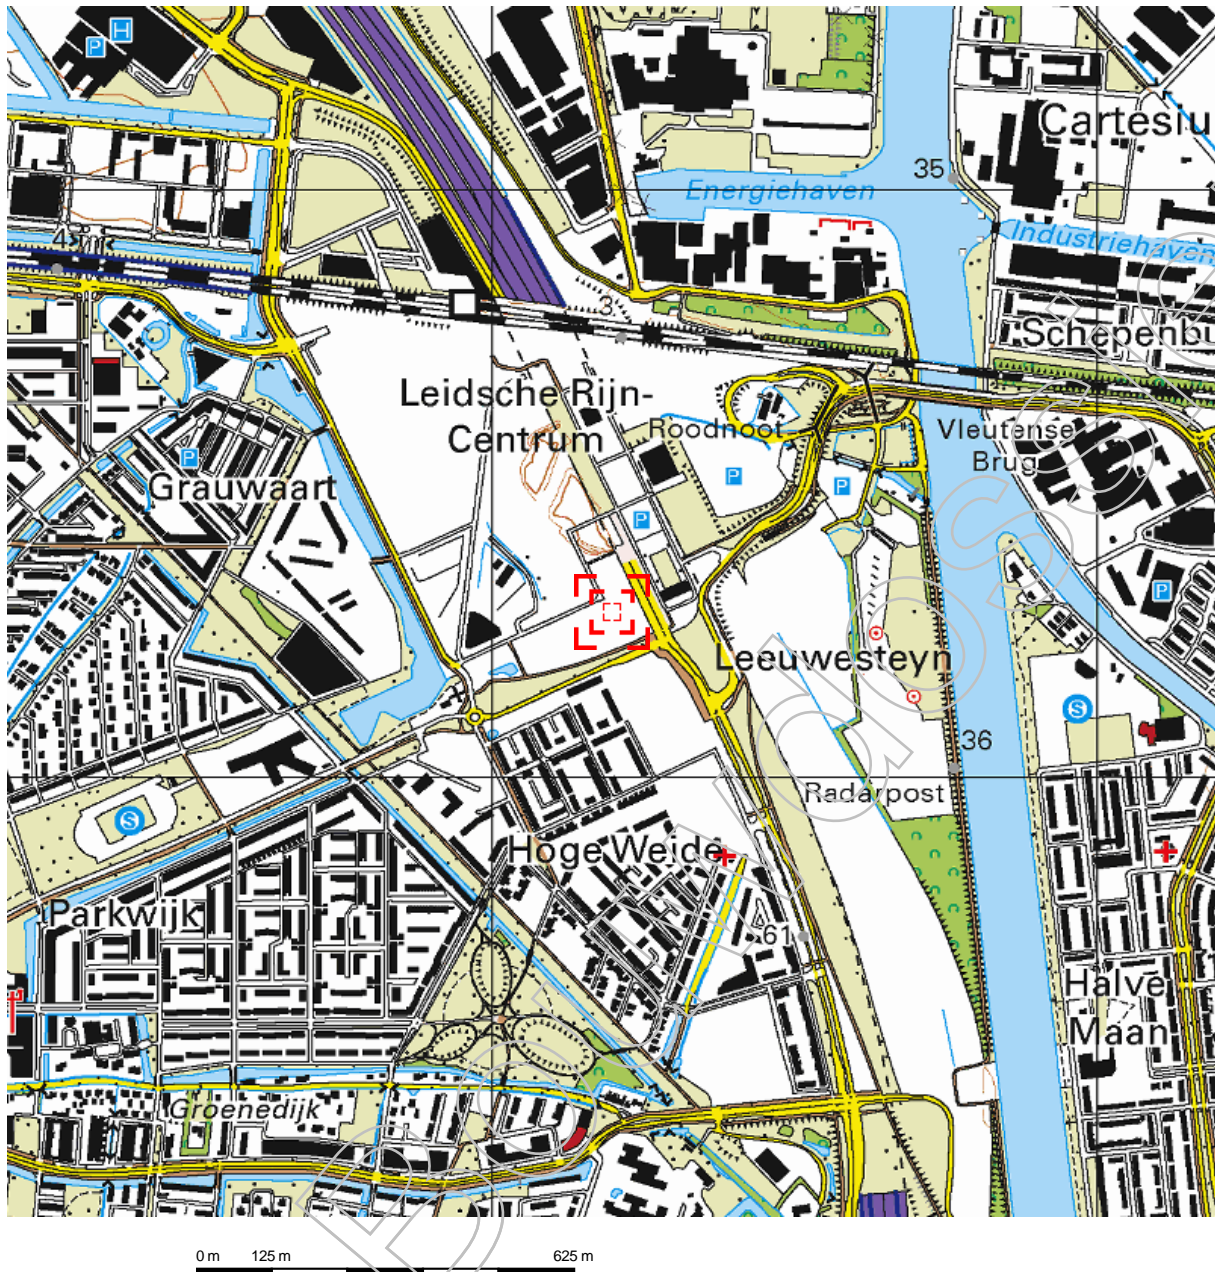 H
P
Cartesiu
35
Energiehaven
Industriehaven
4
3
Schepenbu
Leidsche Rijn-
Centrum
Roodnoot
Vleutense
Brug
P
Grauwaart
P
P
P
P
Leeuwesteyn
S
36
Radarpost
S
Hoge Weide
Parkwijk
61
Halve
Maan
Groenedijk
0 m 125 m 625 m